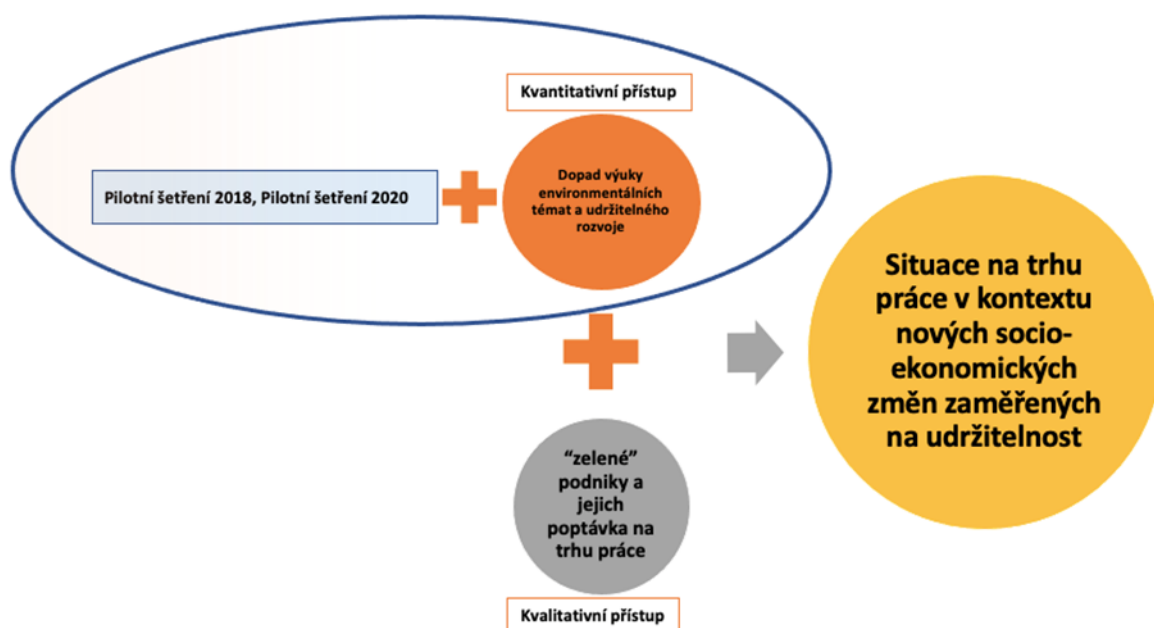 Kvantitativní přístup
Pilotní šetření 2018, Pilotní šetření 2020
Dopad výuky
environmentálních
témat a udržitelného
rozvoje
Situace na trhu
práce v kontextu
nových socio-
ekonomických
změn zaměřených
na udržitelnost
“zelené”
podniky a
jejich
poptávka na
trhu práce
Kvalitativní přístup